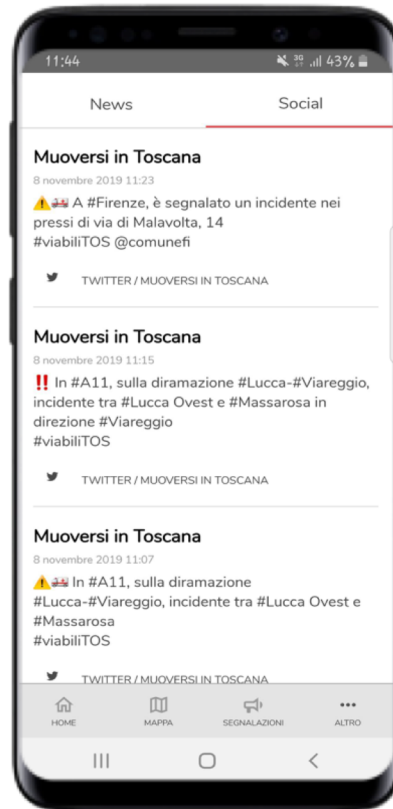 11:44
3G
43%
News
Social
Muoversi in Toscana
8 novembre 2019 11:23
⚠️🚒 A #Firenze, è segnalato un incidente nei
pressi di via di Malavolta, 14
#viabiliTOS @comunefi
TWITTER / MUOVERSI IN TOSCANA
Muoversi in Toscana
8 novembre 2019 11:15
‼️ In #A11, sulla diramazione #Lucca-#Viareggio,
incidente tra #Lucca Ovest e #Massarosa in
direzione #Viareggio
#viabiliTOS
TWITTER / MUOVERSI IN TOSCANA
Muoversi in Toscana
8 novembre 2019 11:07
⚠️🚒 In #A11, sulla diramazione
#Lucca-#Viareggio, incidente tra #Lucca Ovest e
#Massarosa
#viabiliTOS
TWITTER / MUOVERSI IN TOSCANA
HOME
MAPPA
SEGNALAZIONI
ALTRO